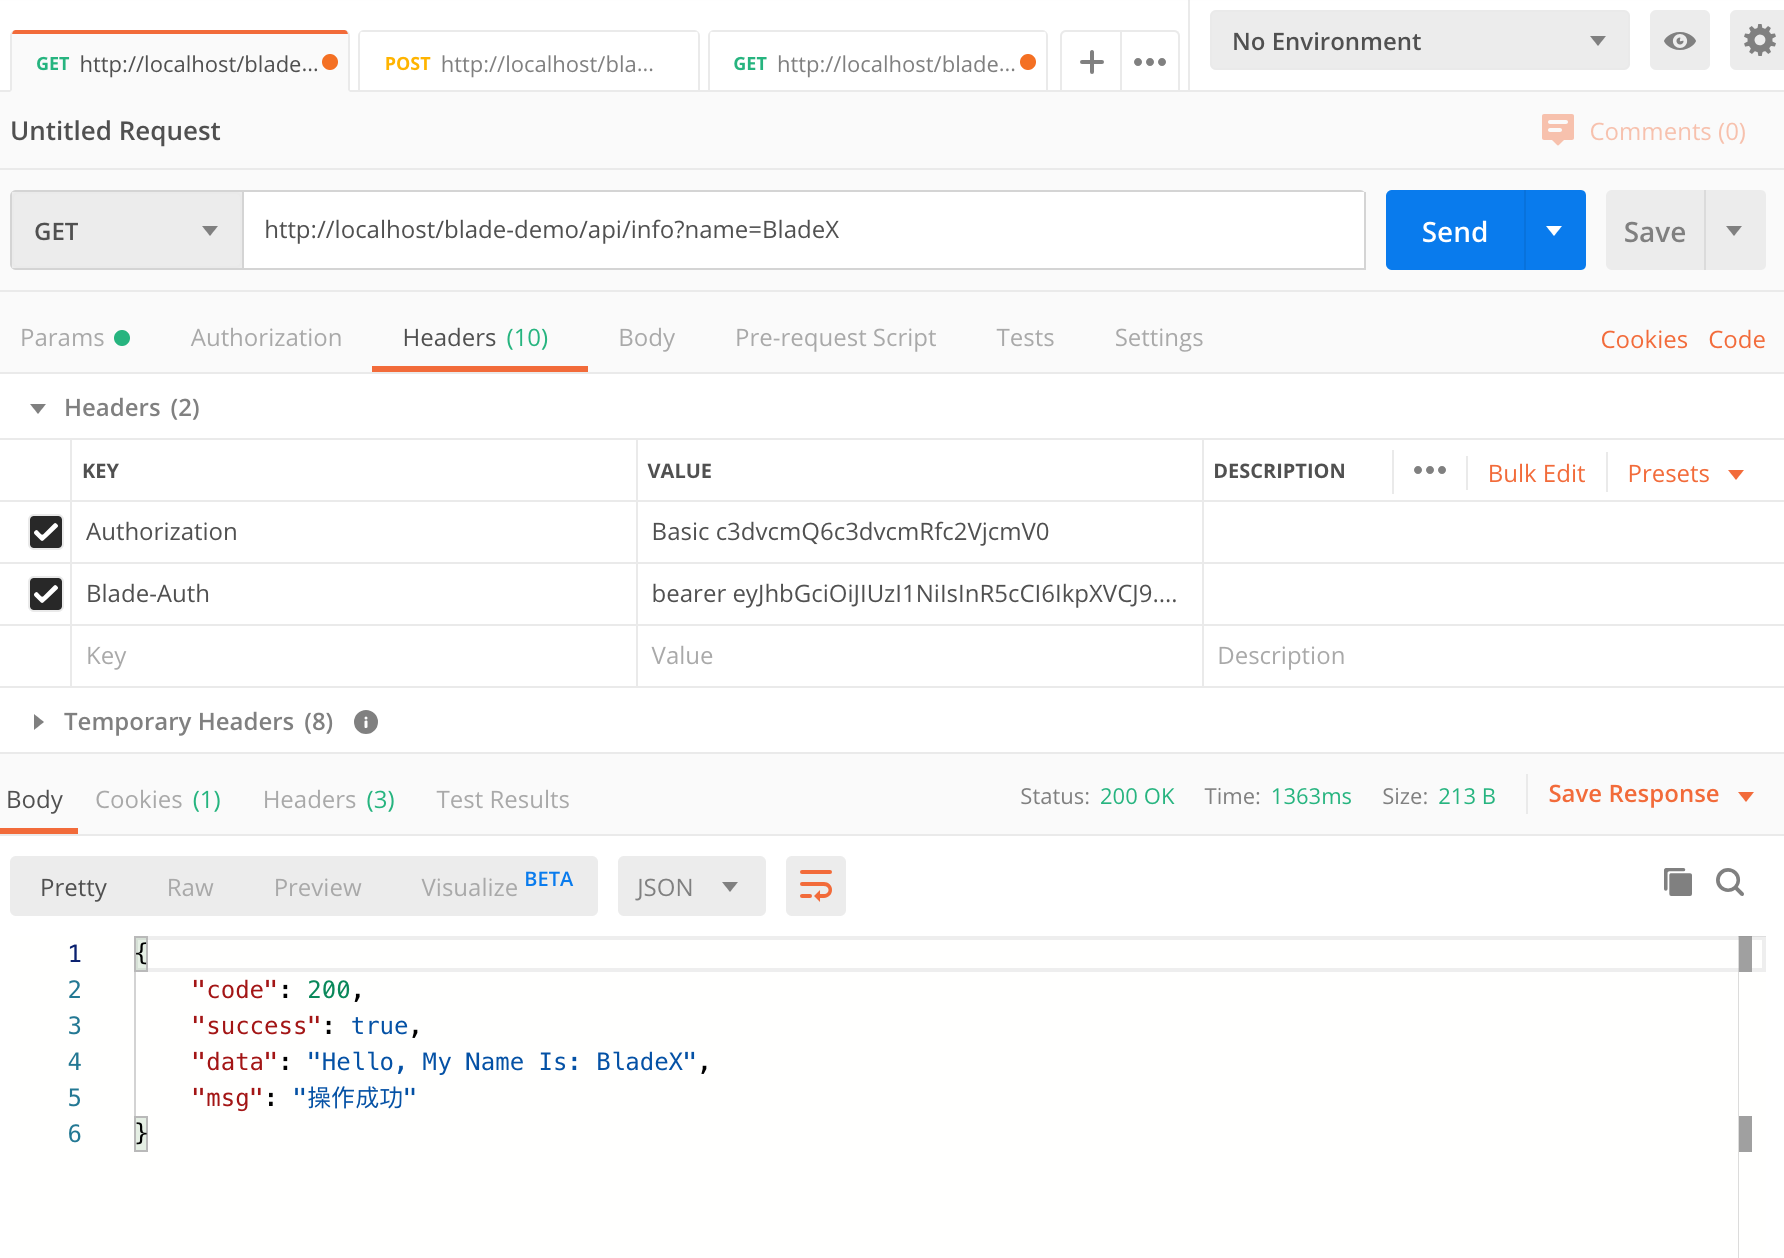 GET http://localhost/blade...
POST http://localhost/bla...
GET http://localhost/blade...
No Environment
Untitled Request
Comments (0)
GET
http://localhost/blade-demo/api/info?name=BladeX
Send
Save
Params
Authorization
Headers (10)
Body
Pre-request Script
Tests
Settings
Cookies
Code
Headers (2)
KEY
VALUE
DESCRIPTION
Bulk Edit
Presets
Authorization
Basic c3dvcmQ6c3dvcmRfc2VjcmV0
Blade-Auth
bearer eyJhbGciOiJIUzI1NiIsInR5cCI6IkpXVCJ9....
Key
Value
Description
Temporary Headers (8)
Body
Cookies (1)
Headers (3)
Test Results
Status: 200 OK
Time: 1363ms
Size: 213 B
Save Response
Pretty
Raw
Preview
Visualize BETA
JSON
1 {
2 "code": 200,
3 "success": true,
4 "data": "Hello, My Name Is: BladeX",
5 "msg": "操作成功"
6 }